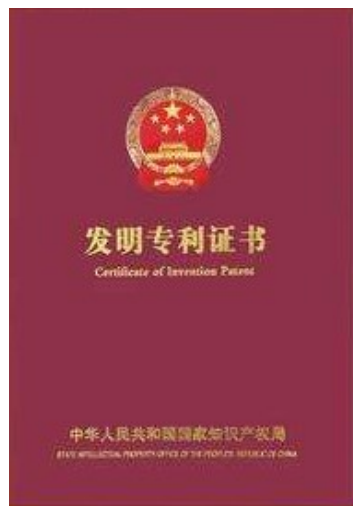 发明专利证书
Certificate of Invention Patent
中华人民共和国国家知识产权局
STATE INTELLECTUAL PROPERTY OFFICE OF THE PEOPLE'S REPUBLIC OF CHINA